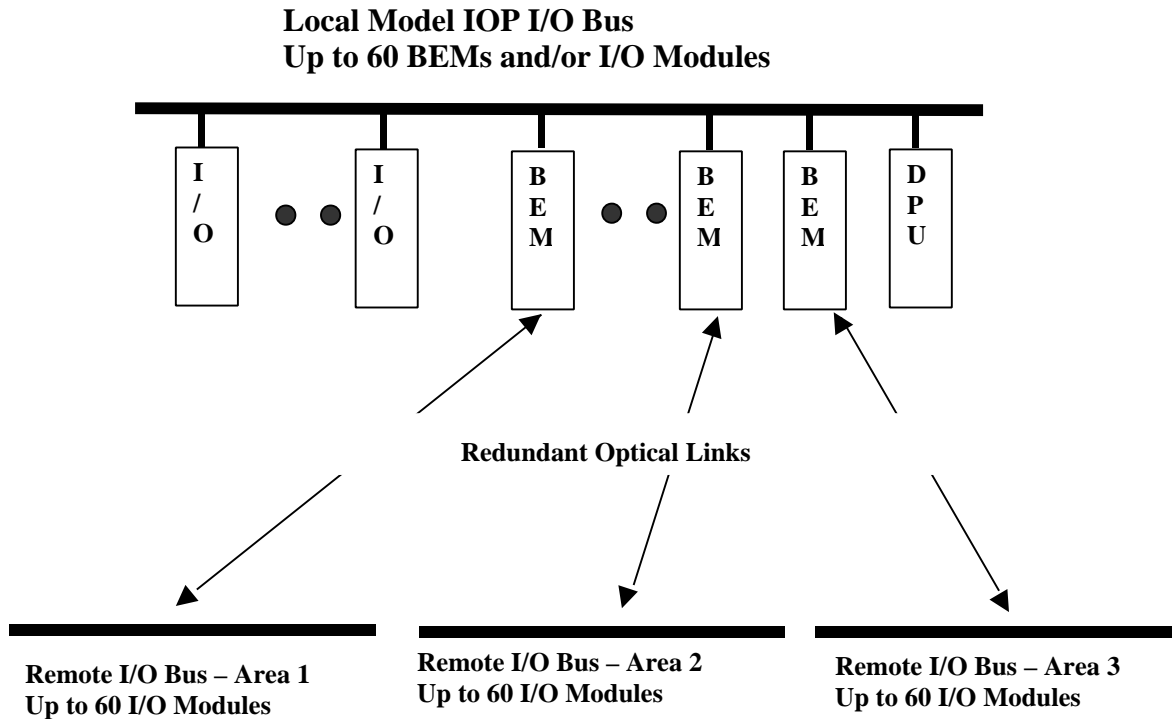 Local Model IOP I/O Bus
Up to 60 BEMs and/or I/O Modules
I
/
O
I
/
O
B
E
M
B
E
M
B
E
M
D
P
U
Redundant Optical Links
Remote I/O Bus – Area 1
Up to 60 I/O Modules
Remote I/O Bus – Area 2
Up to 60 I/O Modules
Remote I/O Bus – Area 3
Up to 60 I/O Modules